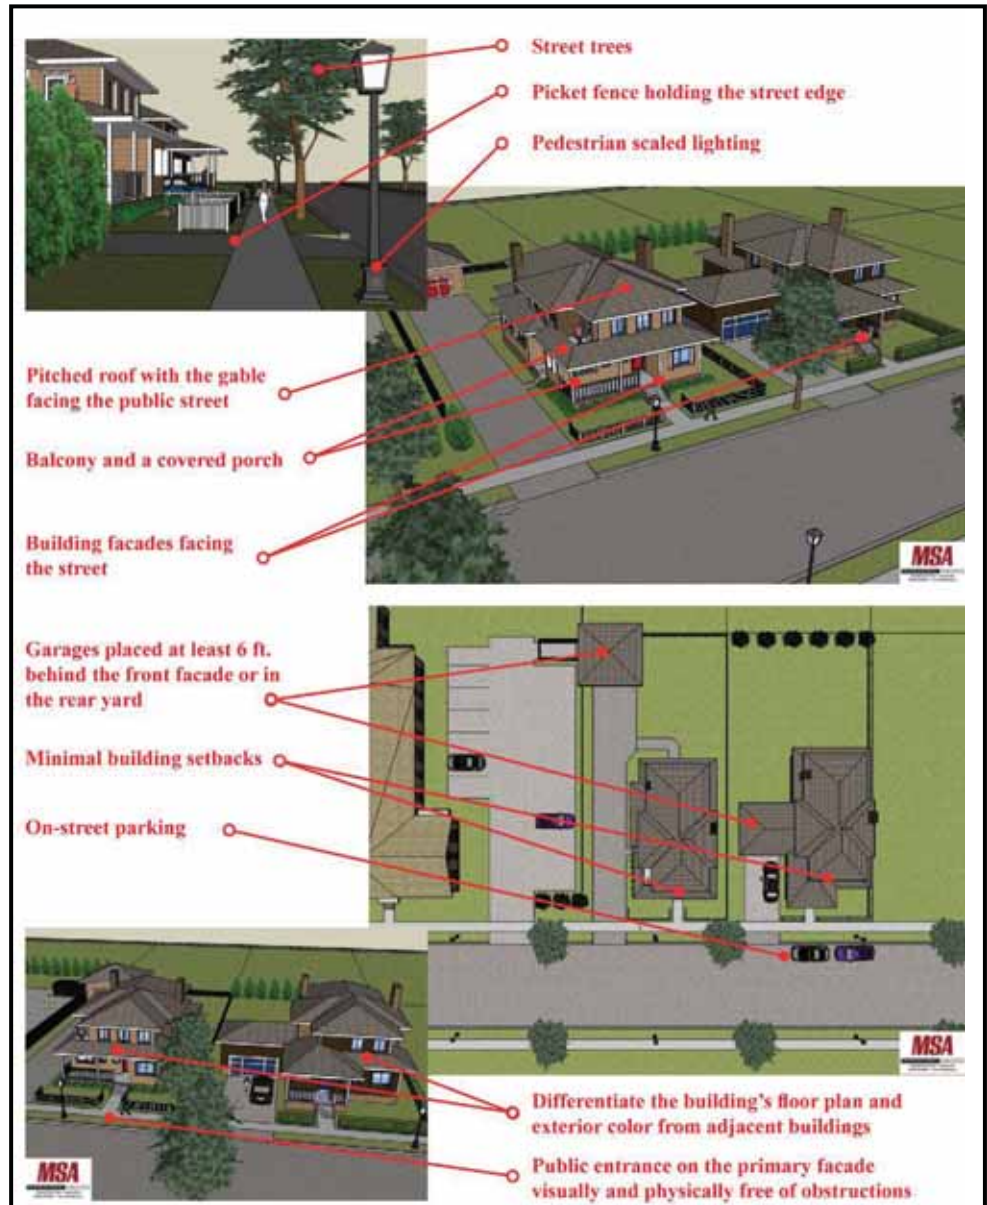 Street trees
Picket fence holding the street edge
Pedestrian scaled lighting
Pitched roof with the gable
facing the public street
Balcony and a covered porch
Building facades facing
the street
MSA
Garages placed at least 6 ft.
behind the front facade or in
the rear yard
Minimal building setbacks
On-street parking
MSA
Differentiate the building's floor plan and
exterior color from adjacent buildings
Public entrance on the primary facade
visually and physically free of obstructions
MSA